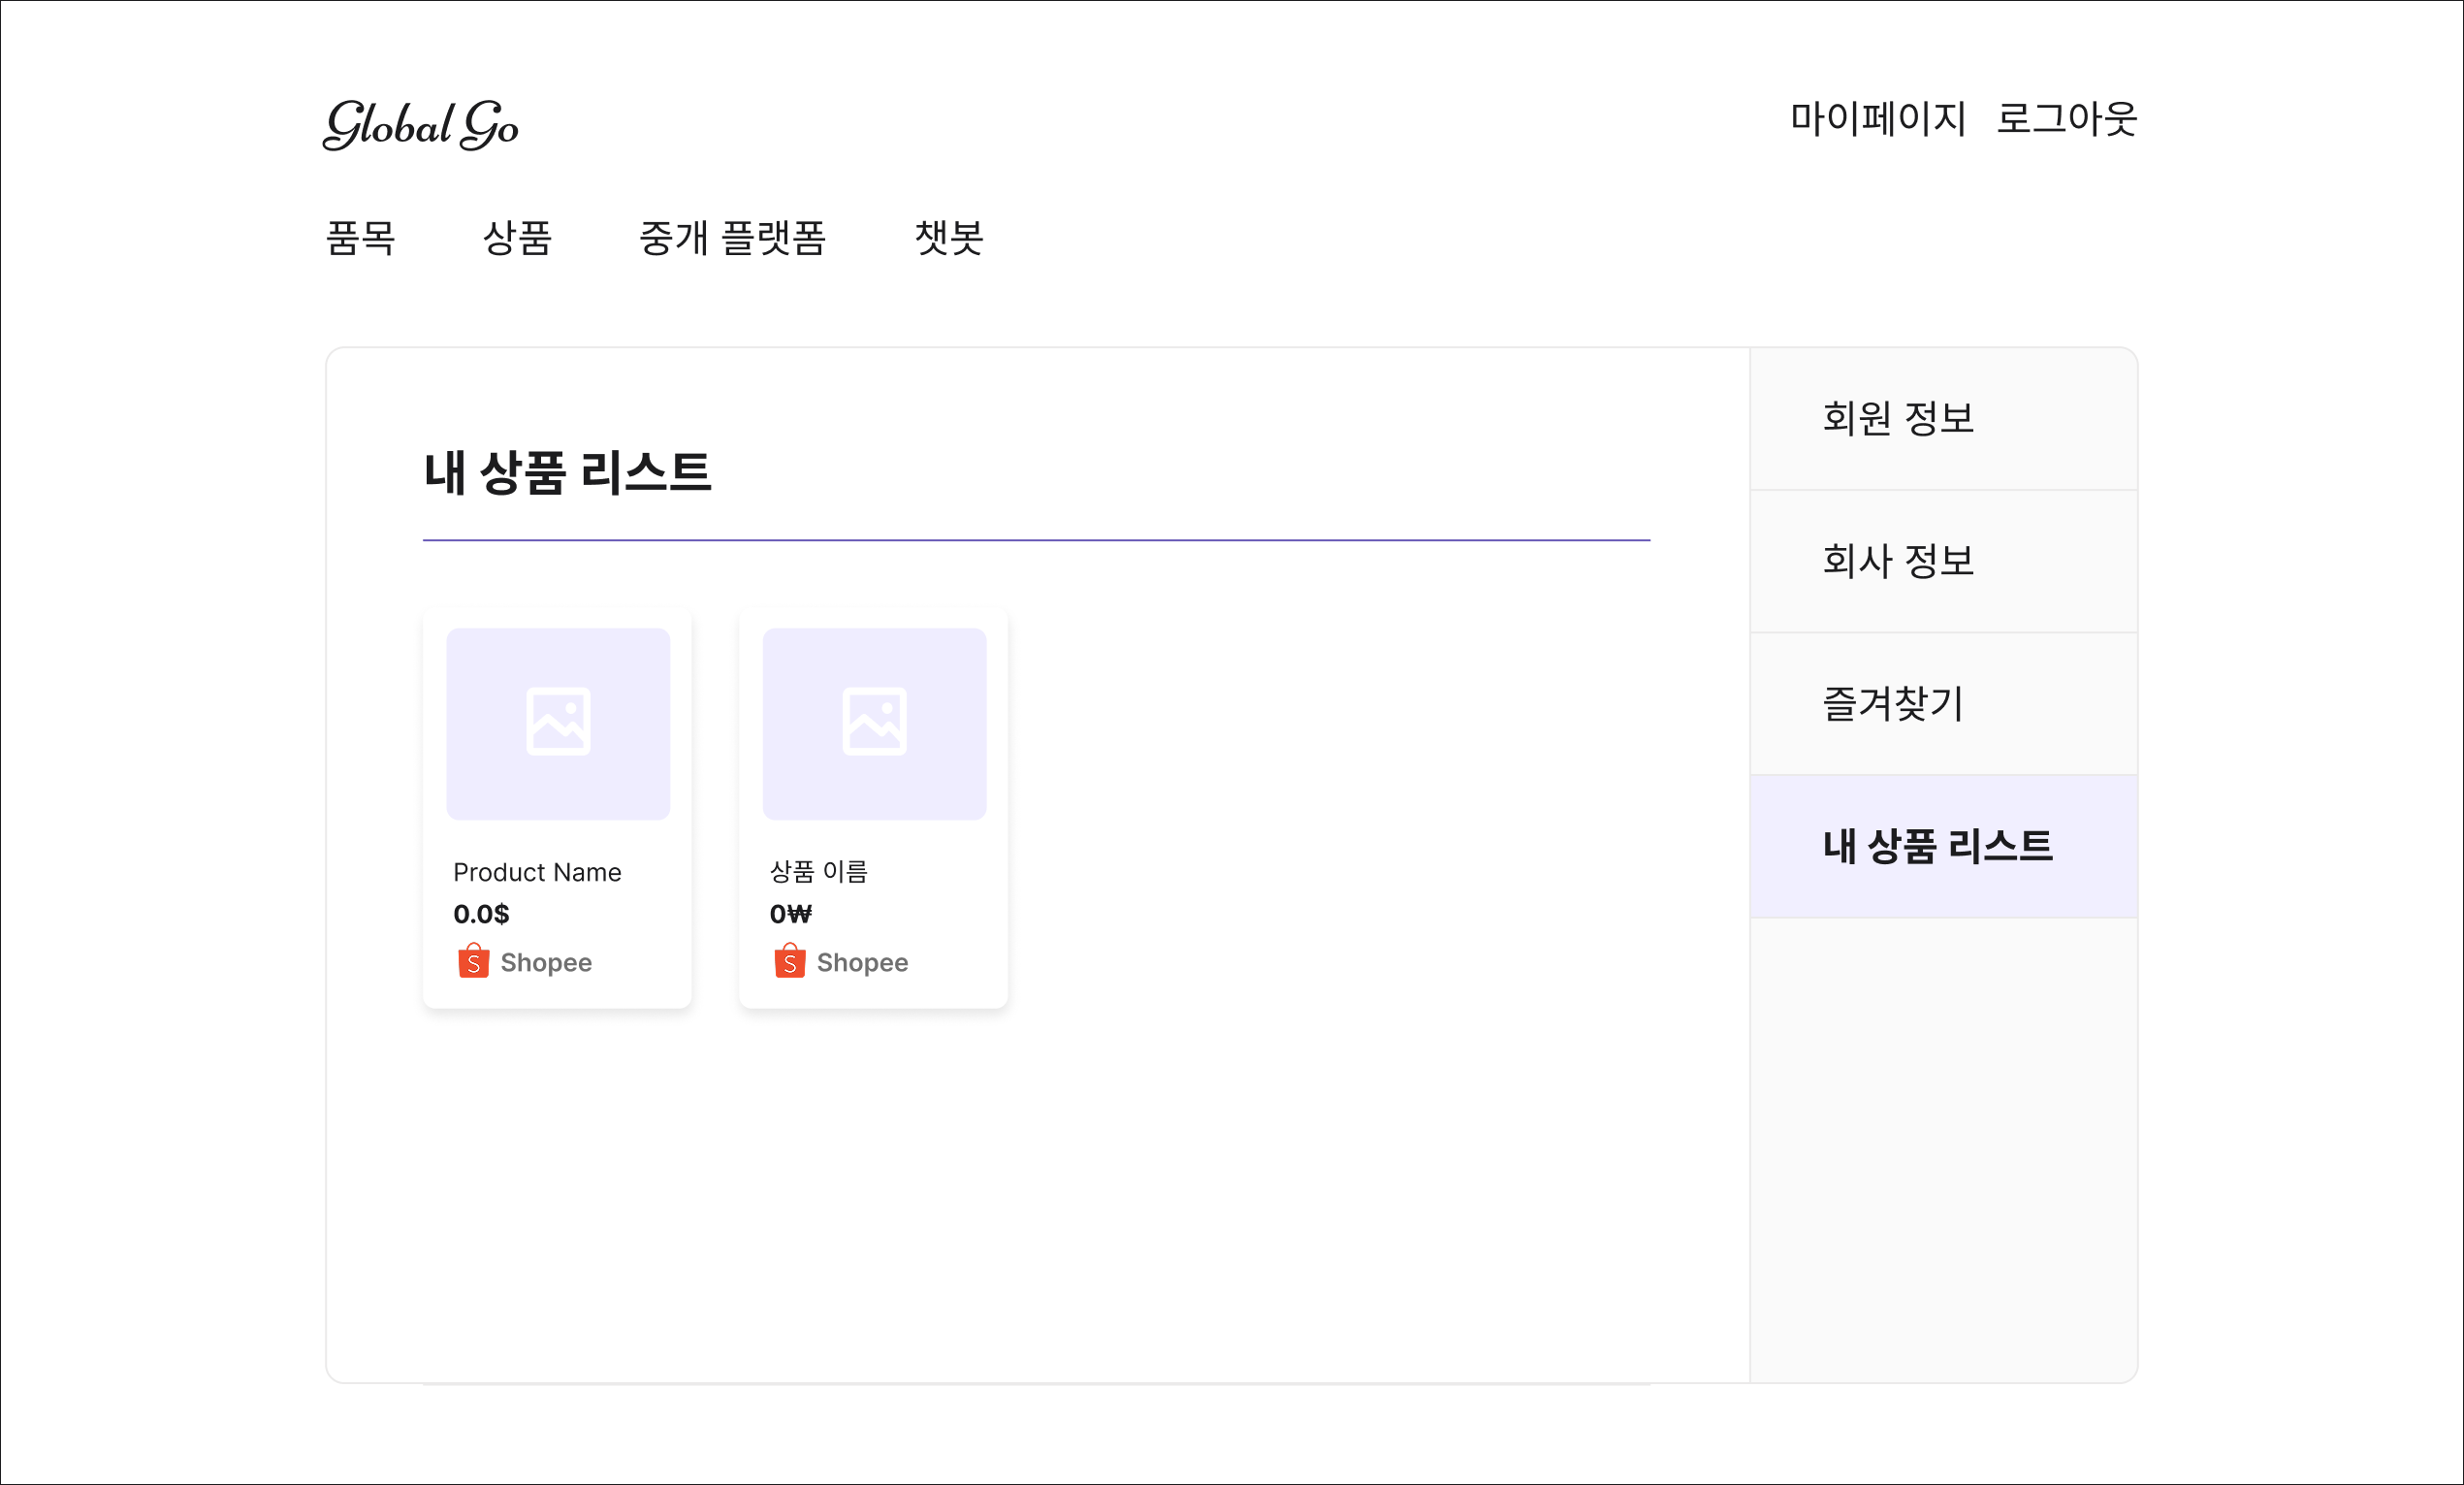 Global Go
마이페이지 로그아웃
품목 상품 중개 플랫폼 챗봇
내 상품 리스트
Product Name
0.0$
Shopee
상품 이름
0₩
Shopee
회원 정보
회사 정보
즐겨찾기
내 상품 리스트